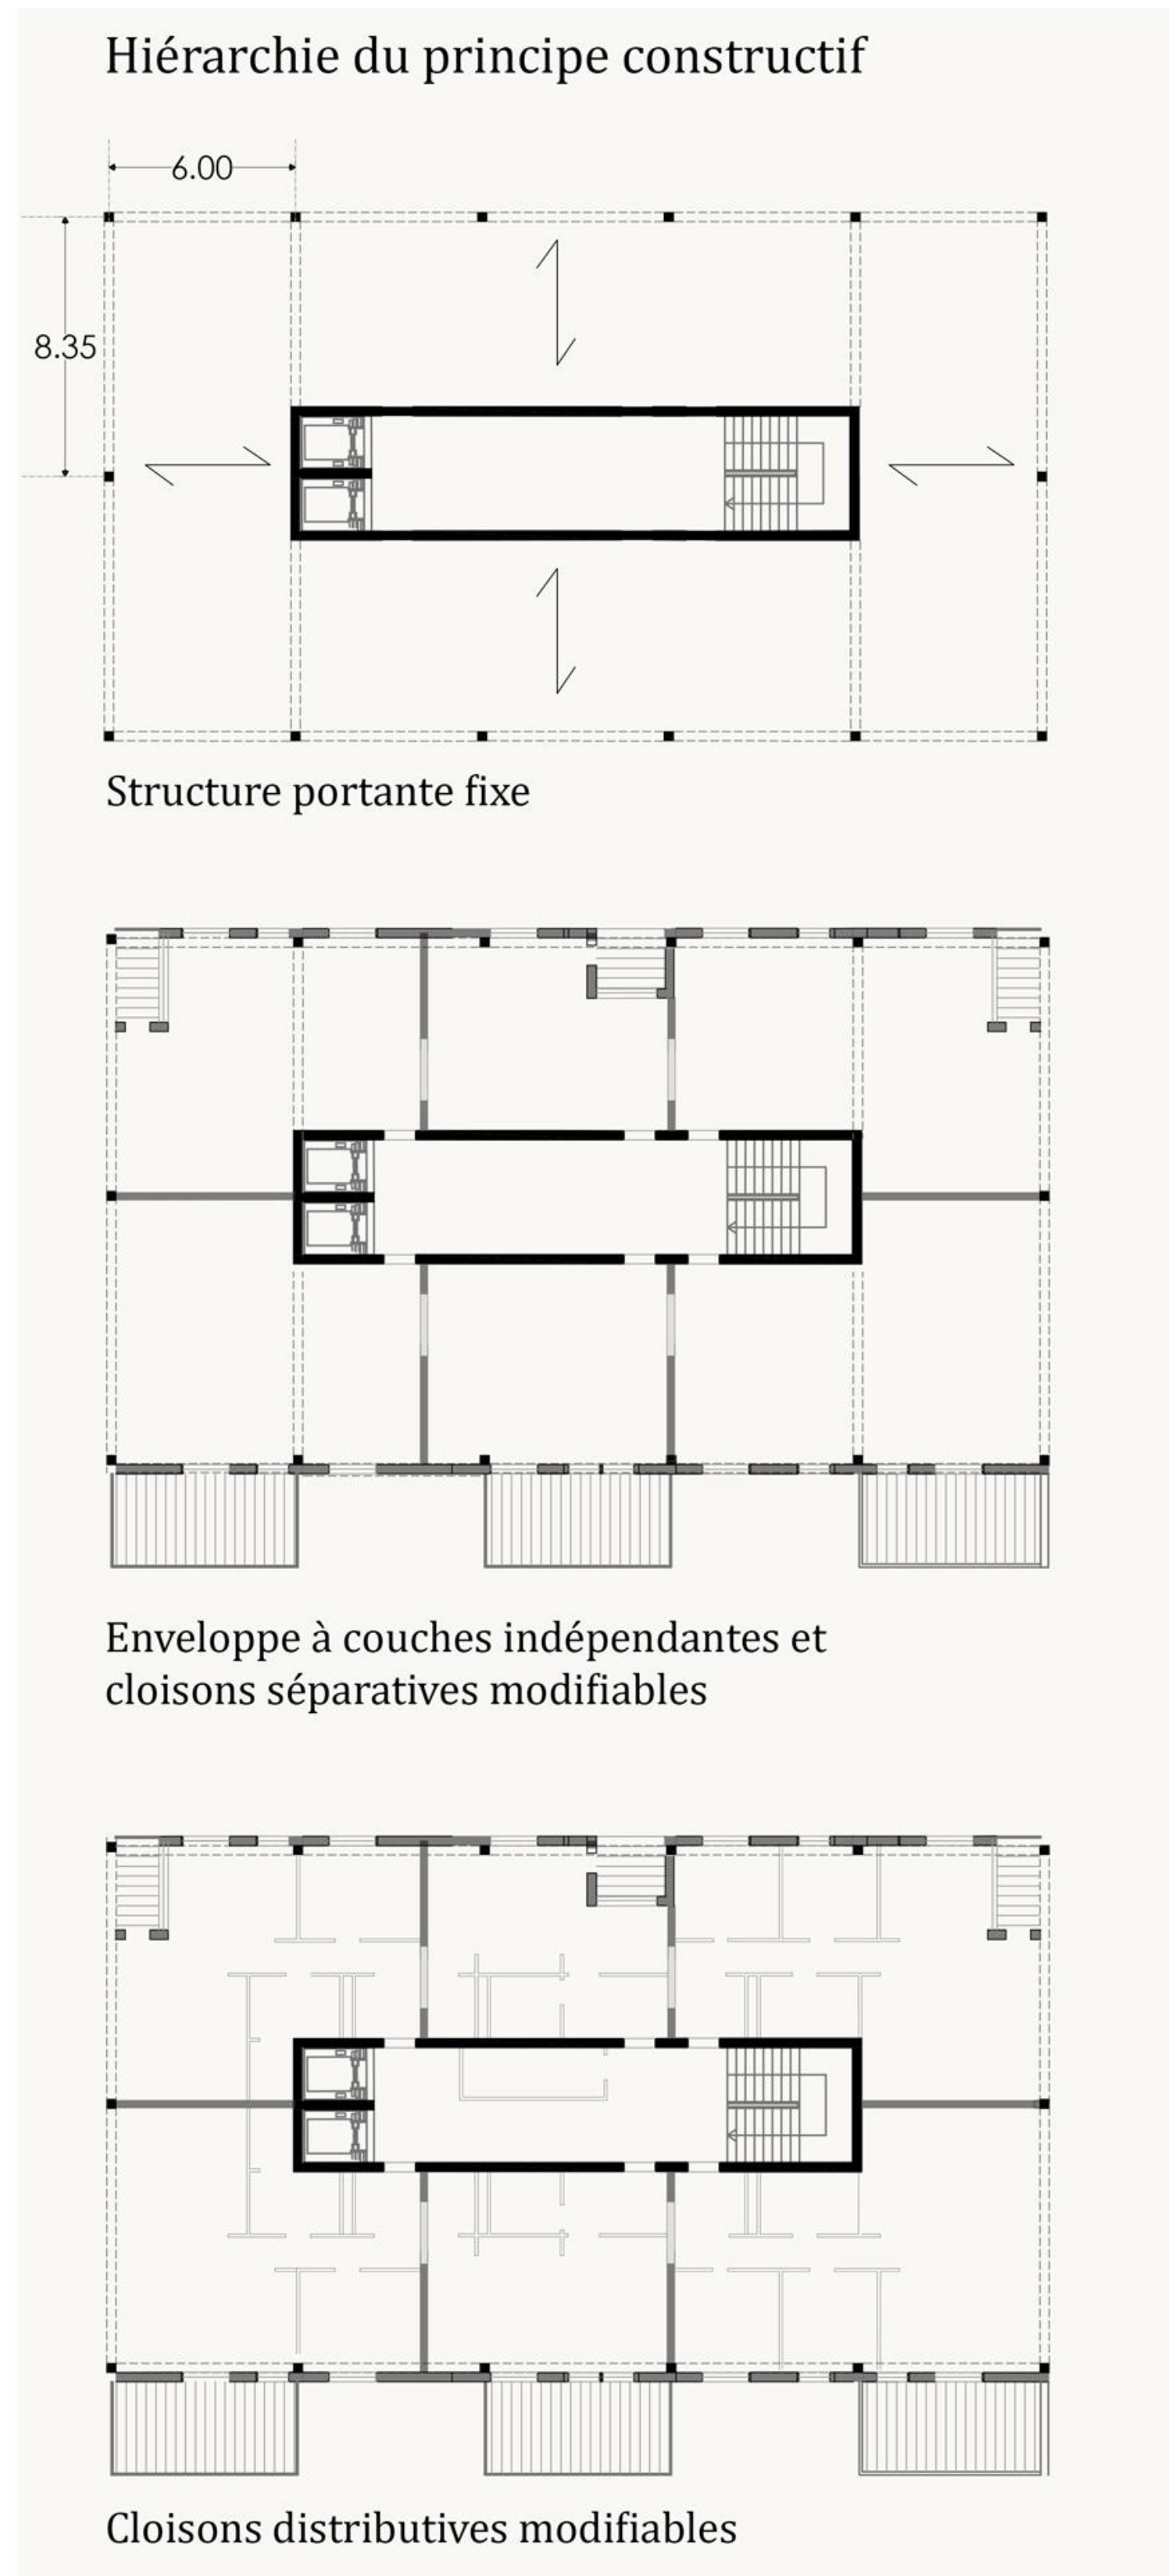 Hiérarchie du principe constructif
6.00
8.35
Structure portante fixe
Enveloppe à couches indépendantes et
cloisons séparatives modifiables
Cloisons distributives modifiables